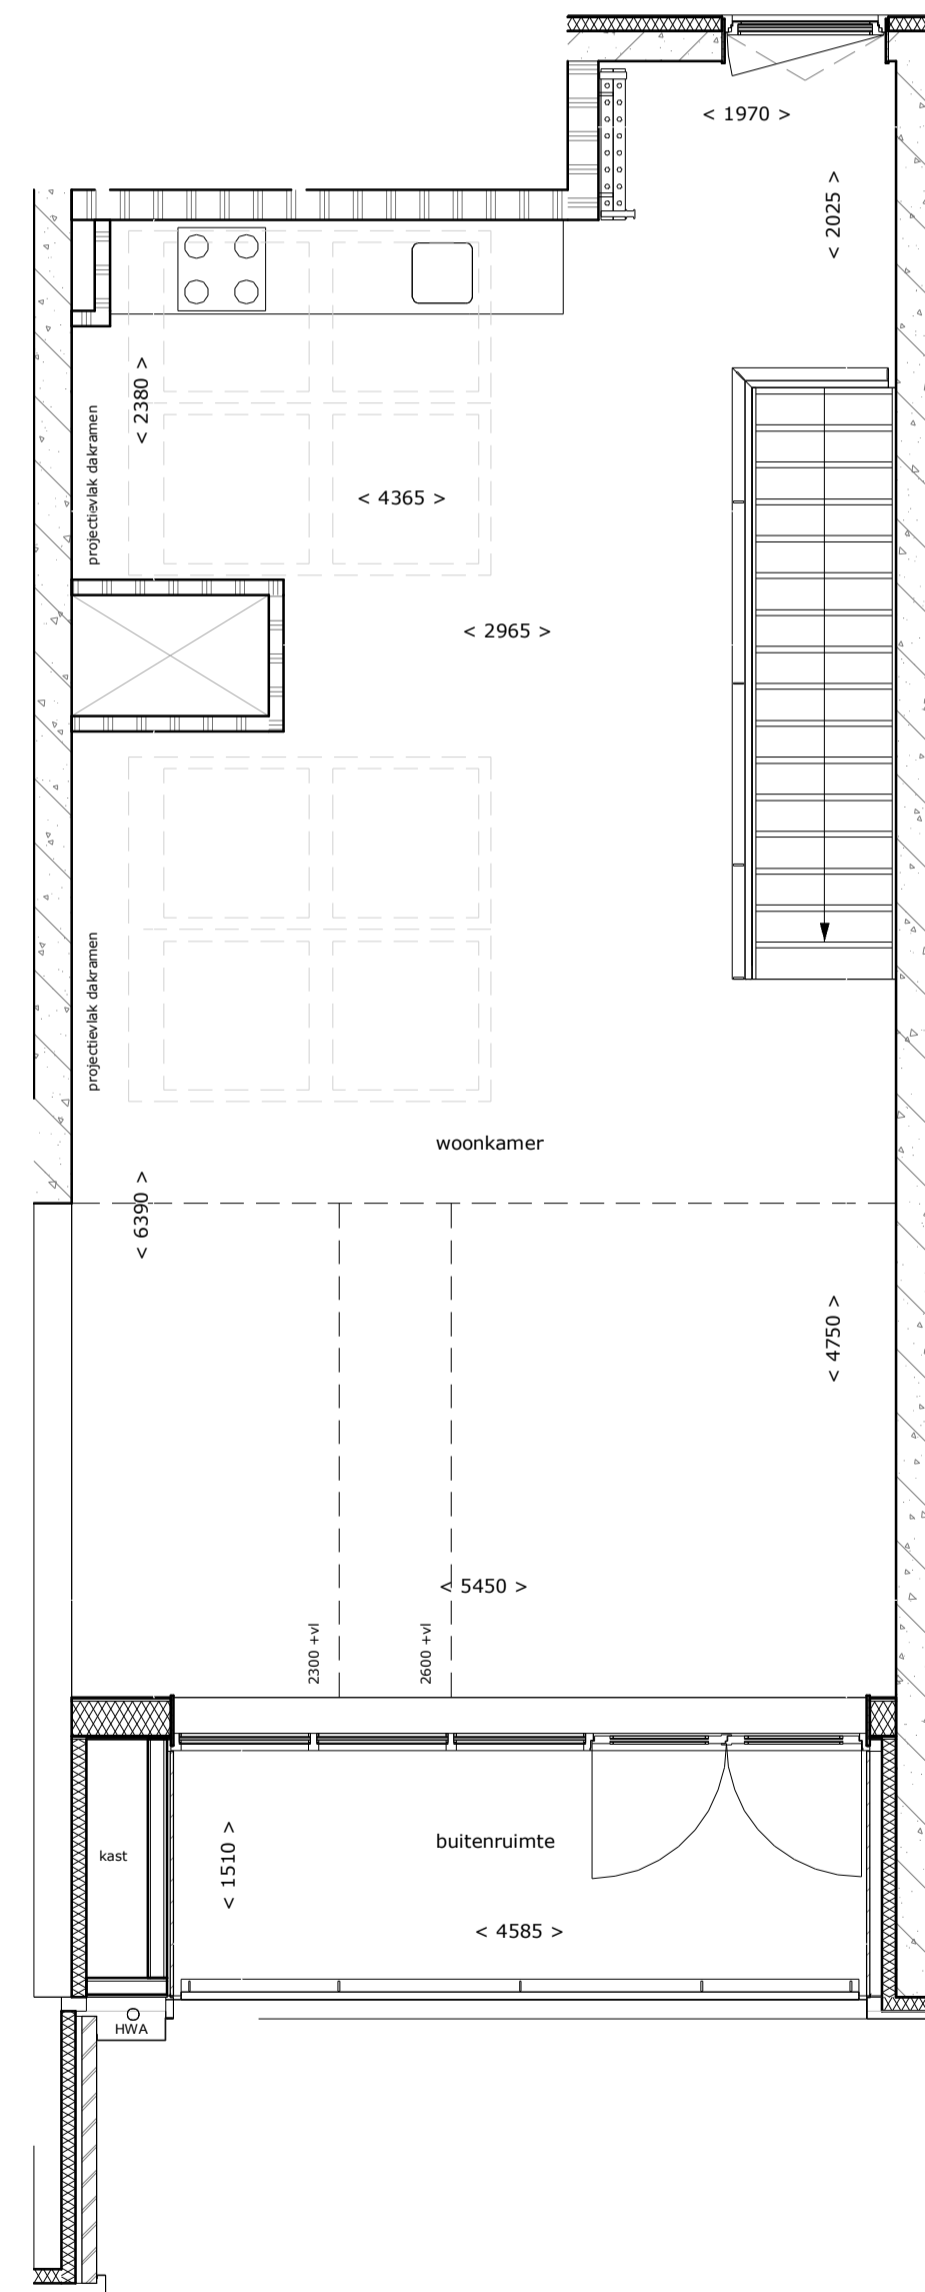 < 1970 >
< 2025 >
< 2380 >
projectievlak dakramen
< 4365 >
< 2965 >
projectievlak dakramen
woonkamer
< 6390 >
< 4750 >
< 5450 >
2300 +vl
2600 +vl
buitenruimte
kast
< 1510 >
< 4585 >
HWA